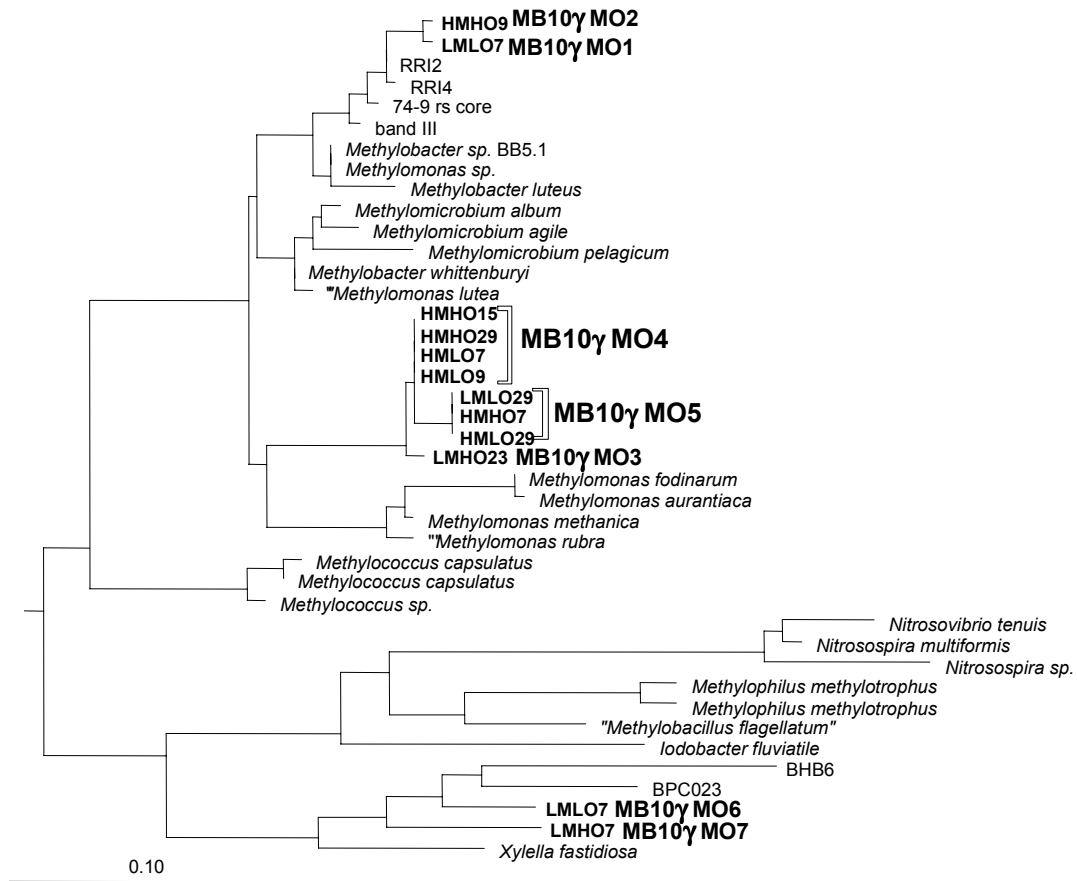 HMHO9 MB10γ MO2
LMLO7 MB10γ MO1
RRI2
RRI4
74-9 rs core
band III
Methylobacter sp. BB5.1
Methylomonas sp.
Methylobacter luteus
Methylomicrobium album
Methylomicrobium agile
Methylomicrobium pelagicum
Methylobacter whittenburyi
"Methylomonas lutea
HMHO15
HMHO29
MB10γ MO4
HMLO7
HMLO9
LMLO29
HMHO7
MB10γ MO5
HMLO29
LMHO23 MB10γ MO3
Methylomonas fodinarum
Methylomonas aurantiaca
Methylomonas methanica
"Methylomonas rubra
Methylococcus capsulatus
Methylococcus capsulatus
Methylococcus sp.
Nitrosovibrio tenuis
Nitrosospira multiformis
Nitrosospira sp.
Methylophilus methylotrophus
Methylophilus methylotrophus
"Methylobacillus flagellatum"
Iodobacter fluviatile
BHB6
BPC023
LMLO7 MB10γ MO6
LMHO7 MB10γ MO7
Xylella fastidiosa
0.10